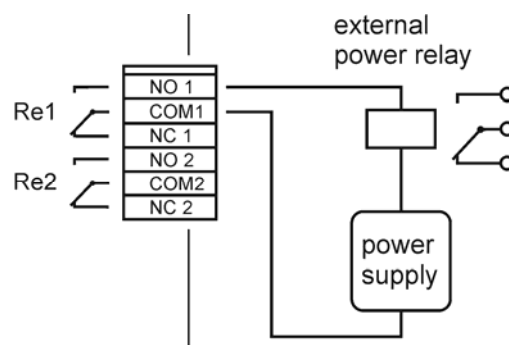 external
power relay
NO 1
Re1
COM1
NC 1
NO 2
Re2
COM2
NC 2
power
supply